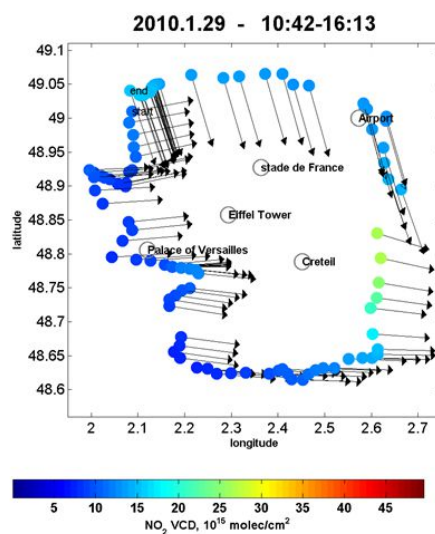 2010.1.29 - 10:42-16:13
49.1
49.05
49
48.95
48.9
48.85
48.8
48.75
48.7
48.65
48.6
latitude
end
start
Airport
stade de France
Eiffel Tower
Palace of Versailles
Creteil
2 2.1 2.2 2.3 2.4 2.5 2.6 2.7
longitude
5 10 15 20 25 30 35 40 45
NO2 VCD, 10^15 molec/cm^2